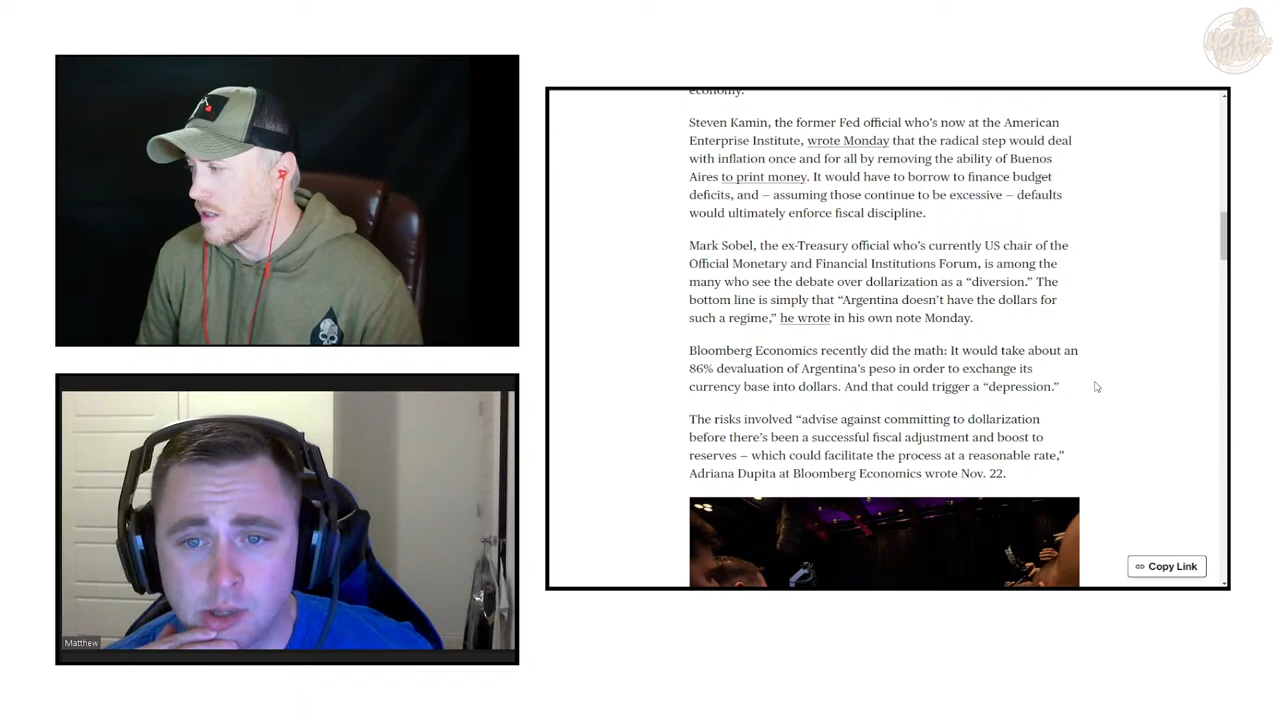 HOTEL
HAVOC
economy.
Steven Kamin, the former Fed official who's now at the American
Enterprise Institute, wrote Monday that the radical step would deal
with inflation once and for all by removing the ability of Buenos
Aires to print money. It would have to borrow to finance budget
deficits, and – assuming those continue to be excessive – defaults
would ultimately enforce fiscal discipline.
Mark Sobel, the ex-Treasury official who's currently US chair of the
Official Monetary and Financial Institutions Forum, is among the
many who see the debate over dollarization as a “diversion.” The
bottom line is simply that “Argentina doesn't have the dollars for
such a regime,” he wrote in his own note Monday.
Bloomberg Economics recently did the math: It would take about an
86% devaluation of Argentina's peso in order to exchange its
currency base into dollars. And that could trigger a “depression.”
The risks involved “advise against committing to dollarization
before there's been a successful fiscal adjustment and boost to
reserves – which could facilitate the process at a reasonable rate,”
Adriana Dupita at Bloomberg Economics wrote Nov. 22.
Copy Link
Matthew